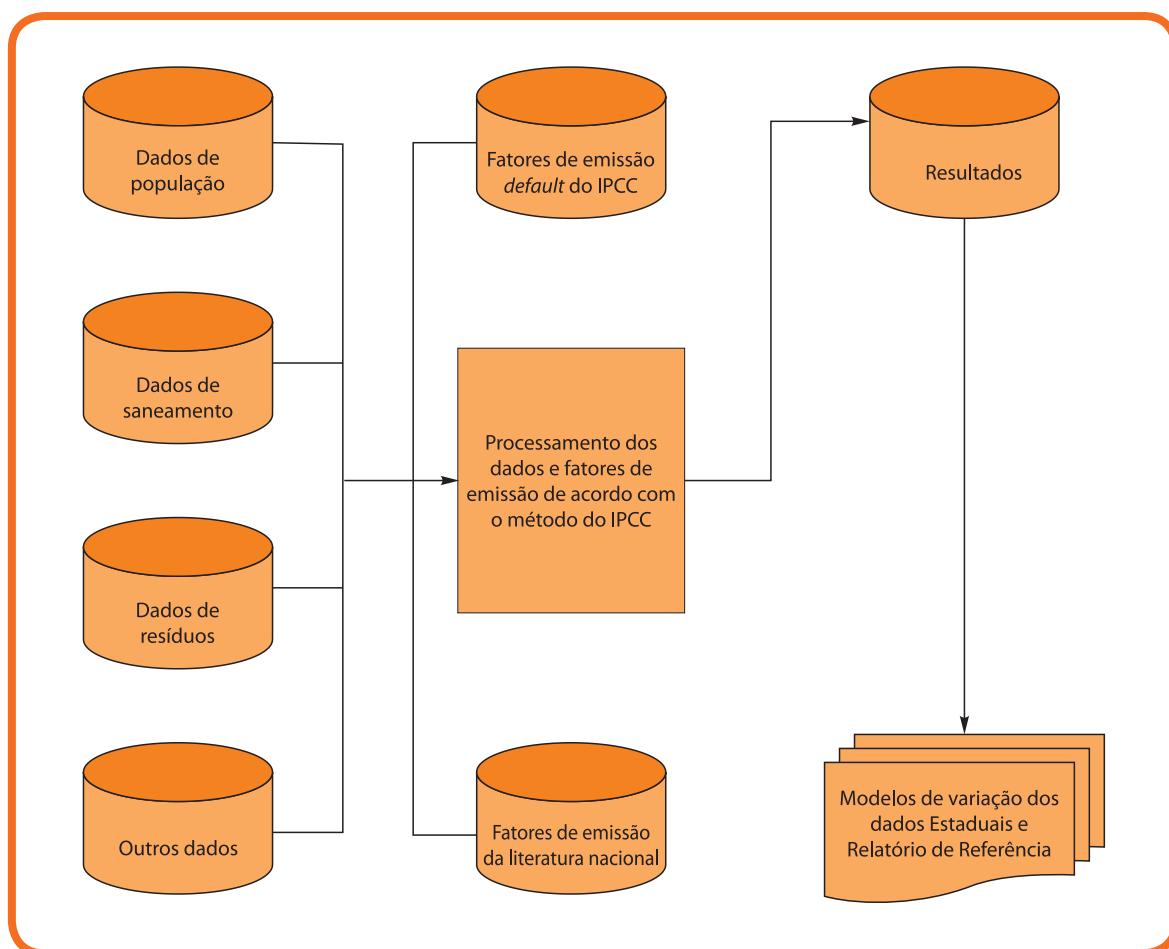 Dados de
população
Fatores de emissão
default do IPCC
Resultados
Dados de
saneamento
Processamento dos
dados e fatores de
emissão de acordo com
o método do IPCC
Dados de
resíduos
Outros dados
Fatores de emissão
da literatura nacional
Modelos de variação dos
dados Estaduais e
Relatório de Referência